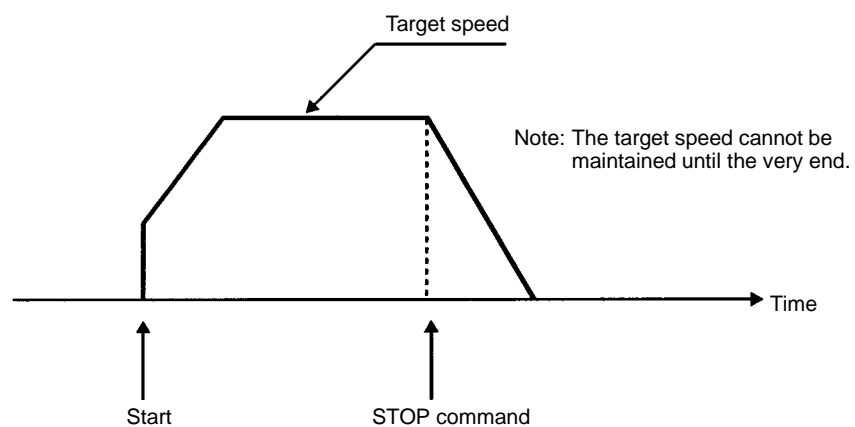 Target speed
Note: The target speed cannot be
maintained until the very end.
Time
Start
STOP command